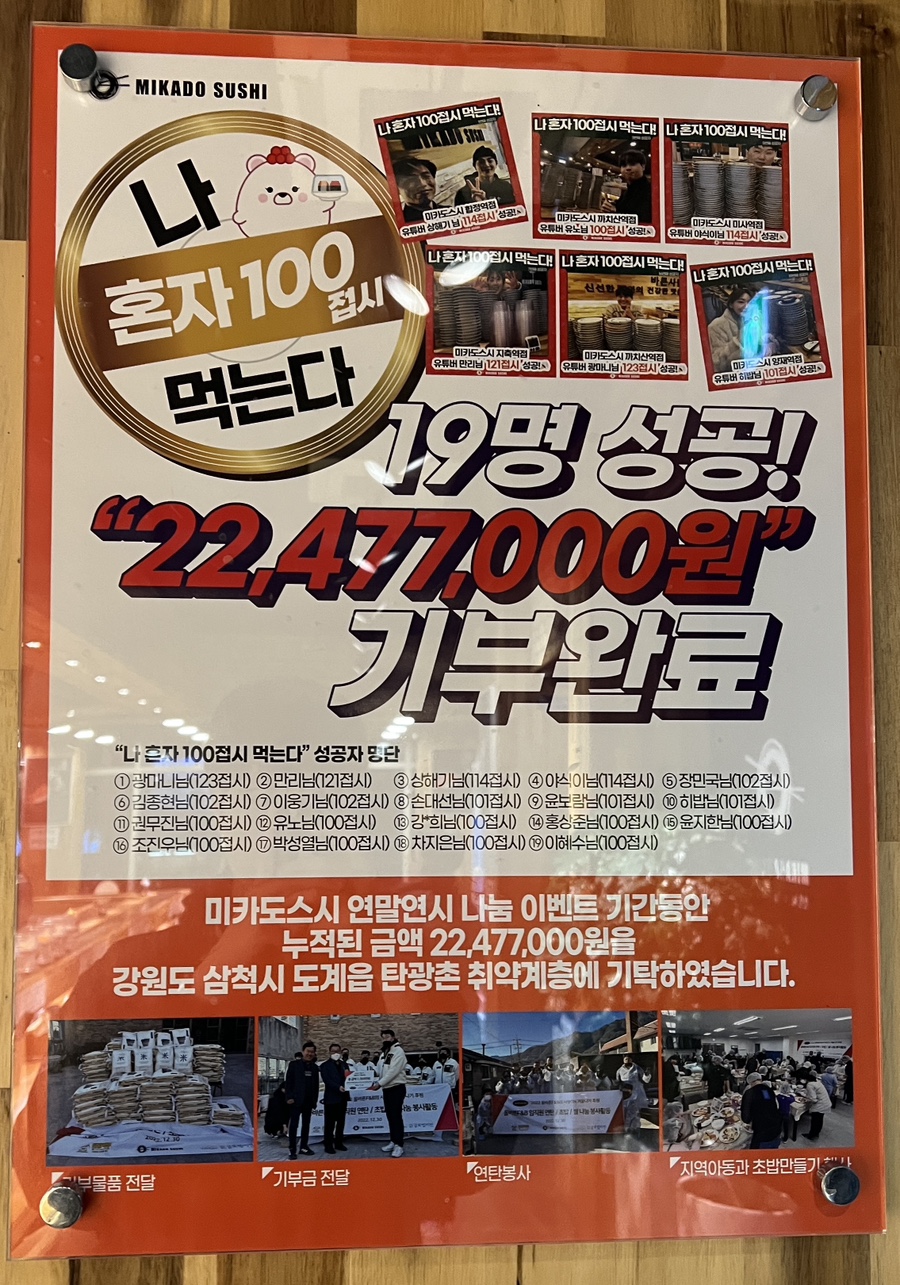 MIKADO SUSHI
나
혼자 100
접시
먹는다
나 혼자 100접시 먹는다!
미카도스시 합정역점
유튜버 상해기님 114접시 성공!
나 혼자 100접시 먹는다!
미카도스시 까치산역점
유튜버 유노님 100접시 성공!
나 혼자 100접시 먹는다!
미카도스시 미사역점
유튜버 야식이님 114접시 성공!
나 혼자 100접시 먹는다!
미카도스시 지축역점
유튜버 만리님 121접시 성공!
나 혼자 100접시 먹는다!
미카도스시 까치산역점
유튜버 광마니님 123접시 성공!
나 혼자 100접시 먹는다!
미카도스시 양재역점
유튜버 히밥님 101접시 성공!
19명 성공!
“22,477,000원”
기부완료
“나 혼자 100접시 먹는다” 성공자 명단
① 광마니님(123접시) ② 만리님(121접시) ③ 상해기님(114접시) ④ 야식이님(114접시) ⑤ 장민국님(102접시)
⑥ 김종현님(102접시) ⑦ 이웅기님(102접시) ⑧ 손대선님(101접시) ⑨ 윤보람님(101접시) ⑩ 히밥님(101접시)
⑪ 권무진님(100접시) ⑫ 유노님(100접시) ⑬ 강*희님(100접시) ⑭ 홍상준님(100접시) ⑮ 윤지한님(100접시)
⑯ 조진우님(100접시) ⑰ 박성열님(100접시) ⑱ 차지은님(100접시) ⑲ 이혜수님(100접시)
미카도스시 연말연시 나눔 이벤트 기간동안
누적된 금액 22,477,000원을
강원도 삼척시 도계읍 탄광촌 취약계층에 기탁하였습니다.
2022.12.30
MIKADO SUSHI
2022.12.30
기부물품 전달
기부금 전달
연탄봉사
지역아동과 초밥만들기 행사